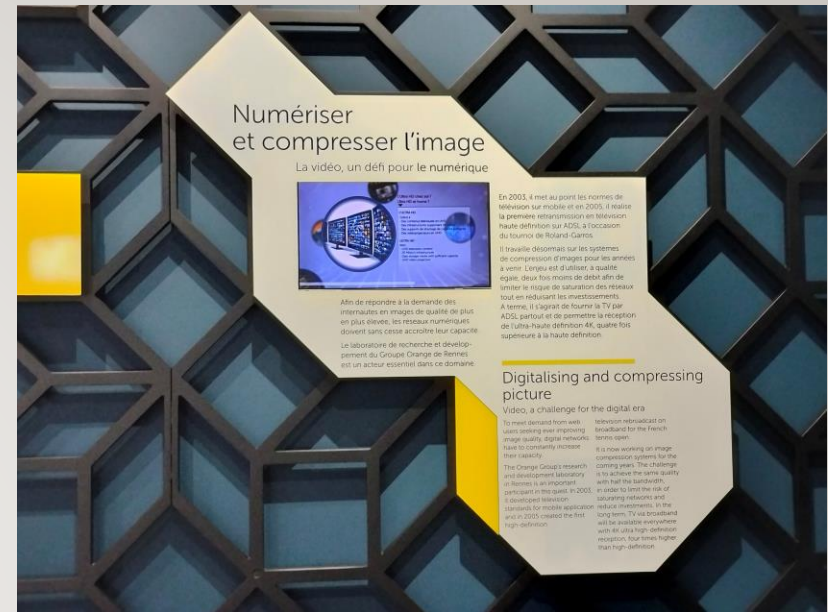 Numériser
et compresser l'image
La vidéo, un défi pour le numérique
Afin de répondre à la demande des
internautes en images de qualité de plus
en plus élevée, les réseaux numériques
doivent sans cesse accroître leur capacité.
Le laboratoire de recherche et dévelop-
pement du Groupe Orange de Rennes
est un acteur essentiel dans ce domaine.
En 2003, il met au point les normes de
télévision sur mobile et en 2005, il réalise
la première retransmission en télévision
haute définition sur ADSL à l'occasion
du tournoi de Roland-Garros.
Il travaille désormais sur les systèmes
de compression d'images pour les années
à venir. L'enjeu est d'utiliser, à qualité
égale, deux fois moins de débit afin de
limiter le risque de saturation des réseaux
tout en réduisant les investissements.
A terme, il s'agirait de fournir la TV par
ADSL partout et de permettre la réception
de l'ultra-haute définition 4K, quatre fois
supérieure à la haute définition.
Digitalising and compressing
picture
Video, a challenge for the digital era
To meet demand from web
users seeking ever-improving
image quality, digital networks
have to constantly increase
their capacity.
The Orange Group's research
and development laboratory
in Rennes is an important
participant in this quest. In 2003,
it developed television
standards for mobile application
and in 2005 created the first
high-definition
television rebroadcast on
broadband for the French
tennis open.
It is now working on image
compression systems for the
coming years. The challenge
is to achieve the same quality
with half the bandwidth,
in order to limit the risk of
saturating networks and
reduce investments. In the
long term, TV via broadband
will be available everywhere
with 4K ultra high-definition
reception, four times higher
than high-definition.